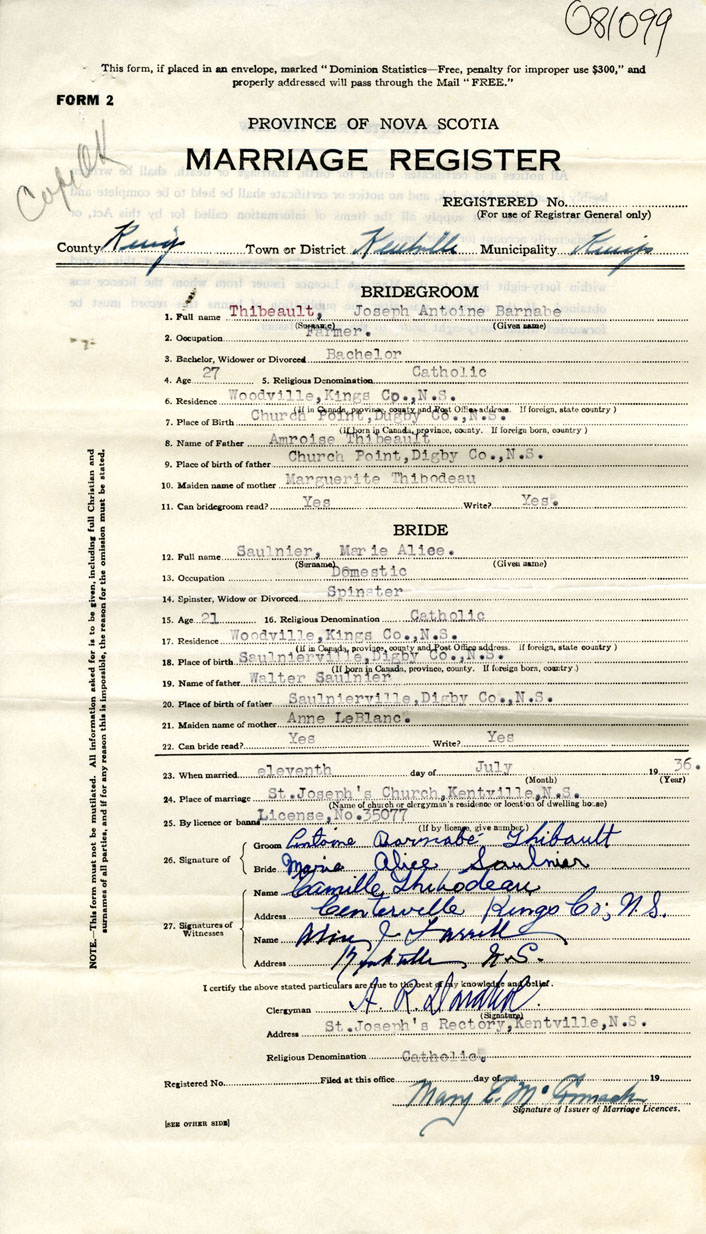 081099
This form, if placed in an envelope, marked "Dominion Statistics—Free, penalty for improper use $300," and
properly addressed will pass through the Mail "FREE."
FORM 2
PROVINCE OF NOVA SCOTIA
MARRIAGE REGISTER
REGISTERED No.
(For use of Registrar General only)
County Kings Town or District Kentville Municipality Kings
BRIDEGROOM
1. Full name Thibeault, Joseph Antoine Barnabe
(Surname) (Given name)
2. Occupation Farmer.
3. Bachelor, Widower or Divorced Bachelor
4. Age 27 5. Religious Denomination Catholic
6. Residence Woodville,Kings Co.,N.S.
(If in Canada, province, county and Post Office address. If foreign, state country)
7. Place of Birth Church Point,Digby Co.,N.S.
(If born in Canada, province, county. If foreign born, country)
8. Name of Father Amroise Thibeault
9. Place of birth of father Church Point,Digby Co.,N.S.
10. Maiden name of mother Marguerite Thibodeau
11. Can bridegroom read? Yes Write? Yes.
BRIDE
12. Full name Saulnier, Marie Alice.
(Surname) (Given name)
13. Occupation Domestic
14. Spinster, Widow or Divorced Spinster
15. Age 21 16. Religious Denomination Catholic
17. Residence Woodville,Kings Co.,N.S.
(If in Canada, province, county and Post Office address. If foreign, state country)
18. Place of birth Saulnierville,Digby Co.,N.S.
(If born in Canada, province, county. If foreign born, country.)
19. Name of father Walter Saulnier
20. Place of birth of father Saulnierville,Digby Co.,N.S.
21. Maiden name of mother Anne LeBlanc.
22. Can bride read? Yes Write? Yes
23. When married eleventh day of July 1936.
(Month) (Year)
24. Place of marriage St.Joseph's Church,Kentville,N.S.
(Name of church or clergyman's residence or location of dwelling house)
25. By licence or banns License,No.35077
(If by license, give number.)
26. Signature of
Groom Antoine Barnabé Thibault
Bride Maria Alice Saulnier
27. Signatures of Witnesses
Name Camille Thibodeau
Address Centerville Kings Co; N.S.
Name
Address N.S.
I certify the above stated particulars are true to the best of my knowledge and belief.
Clergyman A. R.
(Signature)
Address St.Joseph's Rectory,Kentville,N.S.
Religious Denomination Catholic.
Registered No. Filed at this office day of 19
Mary E. McCormack
Signature of Issuer of Marriage Licences.
[SEE OTHER SIDE]
NOTE.—This form must not be mutilated. All information asked for is to be given, including full Christian and
surnames of all parties, and if for any reason this is impossible, the reason for the omission must be stated.